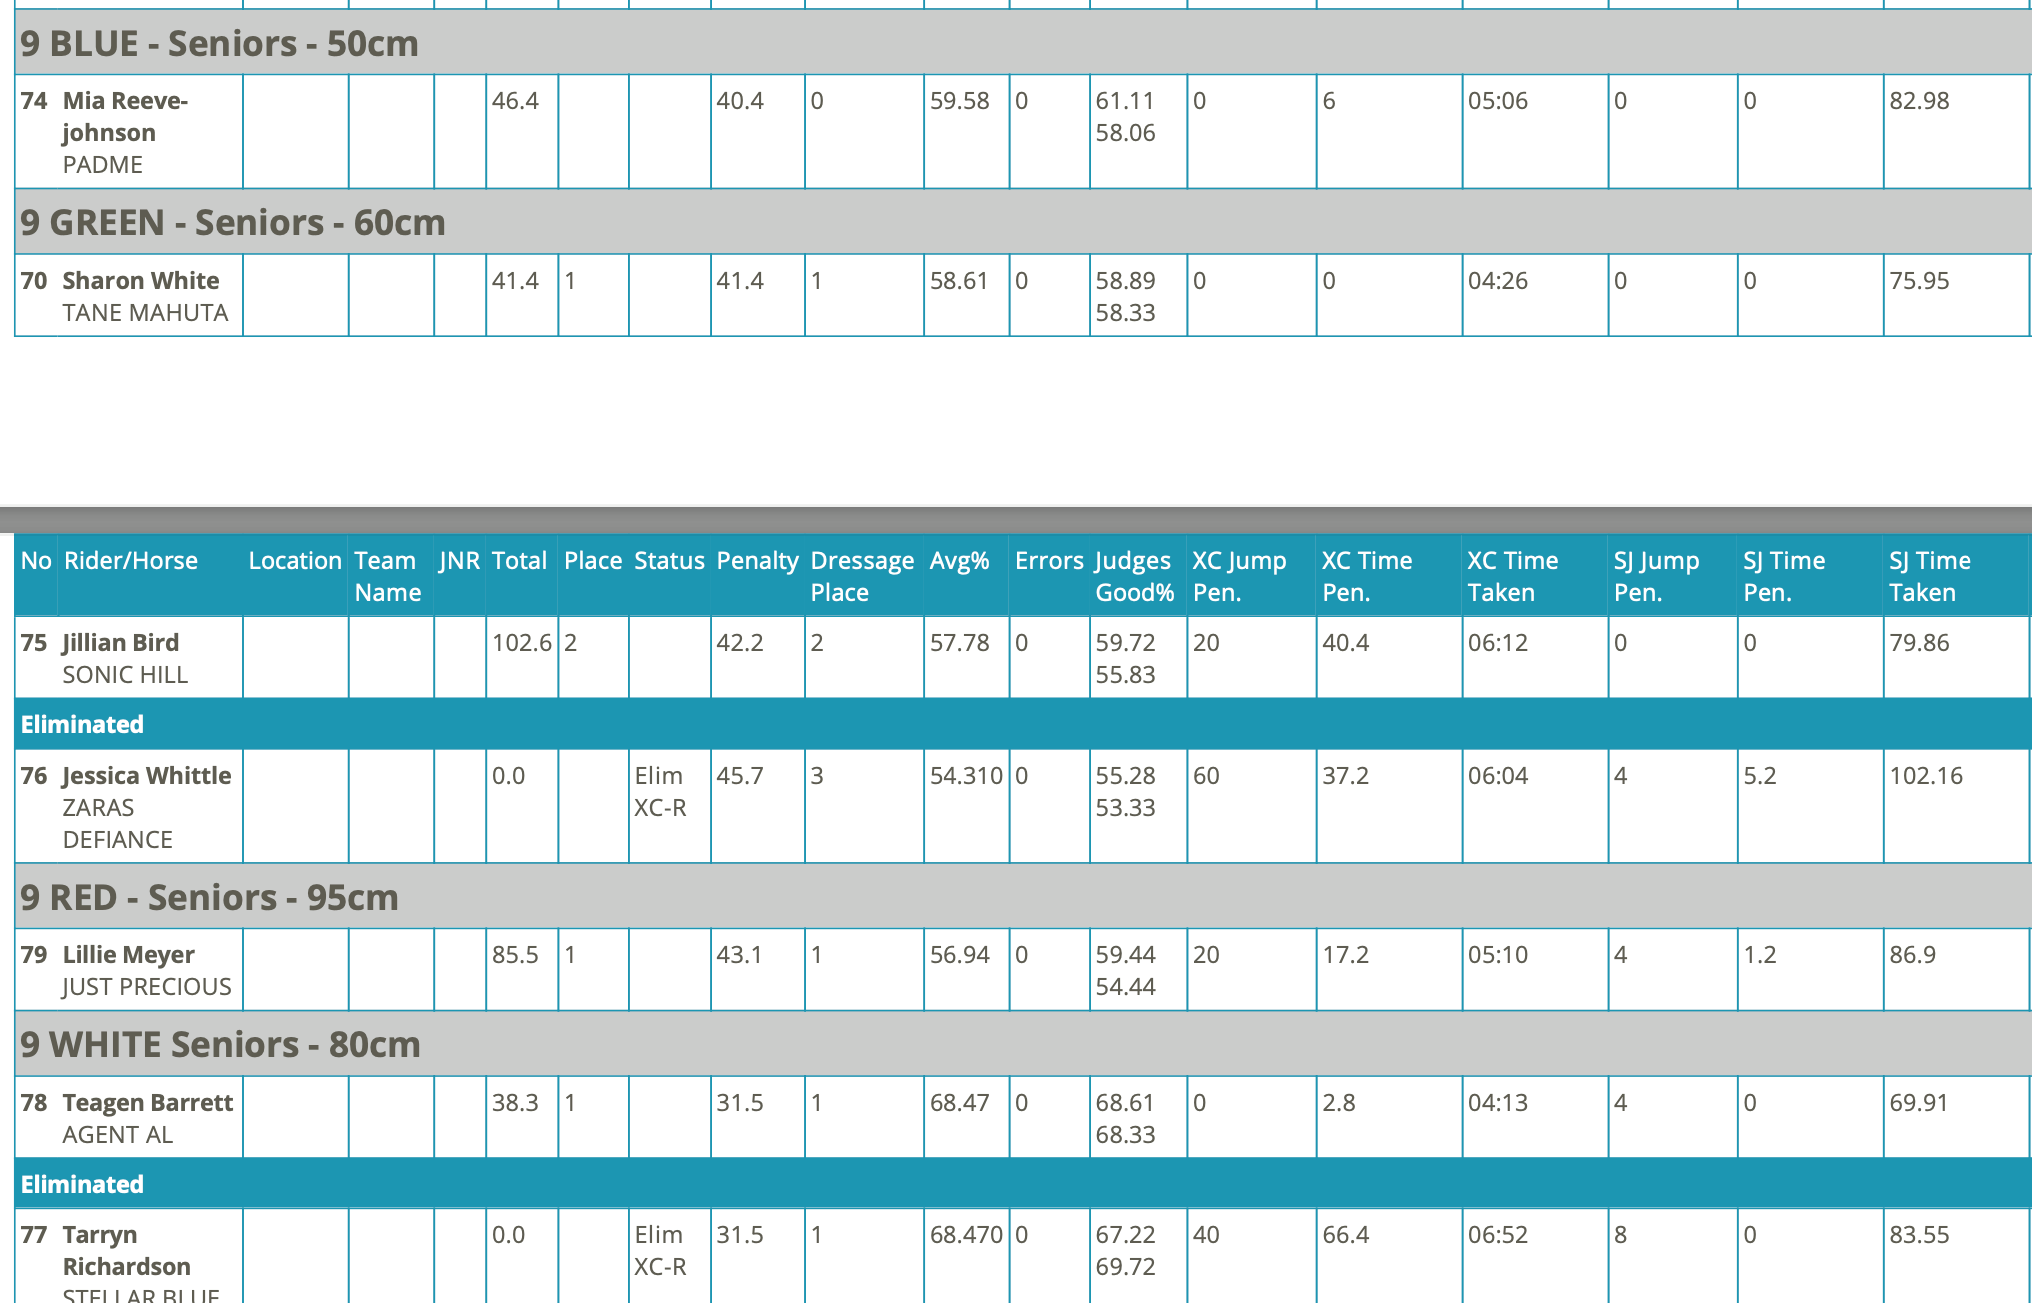 9 BLUE - Seniors - 50cm
74 Mia Reeve- 46.4 40.4 0 59.58 0 61.11 0 6 05:06 0 0 82.98
johnson 58.06
PADME
9 GREEN - Seniors - 60cm
70 Sharon White 41.4 1 41.4 1 58.61 0 58.89 0 0 04:26 0 0 75.95
TANE MAHUTA 58.33
No Rider/Horse Location Team JNR Total Place Status Penalty Dressage Avg% Errors Judges XC Jump XC Time XC Time SJ Jump SJ Time SJ Time
Name Place Good% Pen. Pen. Taken Pen. Pen. Taken
75 Jillian Bird 102.6 2 42.2 2 57.78 0 59.72 20 40.4 06:12 0 0 79.86
SONIC HILL 55.83
Eliminated
76 Jessica Whittle 0.0 Elim 45.7 3 54.310 0 55.28 60 37.2 06:04 4 5.2 102.16
ZARAS XC-R 53.33
DEFIANCE
9 RED - Seniors - 95cm
79 Lillie Meyer 85.5 1 43.1 1 56.94 0 59.44 20 17.2 05:10 4 1.2 86.9
JUST PRECIOUS 54.44
9 WHITE Seniors - 80cm
78 Teagen Barrett 38.3 1 31.5 1 68.47 0 68.61 0 2.8 04:13 4 0 69.91
AGENT AL 68.33
Eliminated
77 Tarryn 0.0 Elim 31.5 1 68.470 0 67.22 40 66.4 06:52 8 0 83.55
Richardson XC-R 69.72
STELLAR BLUE